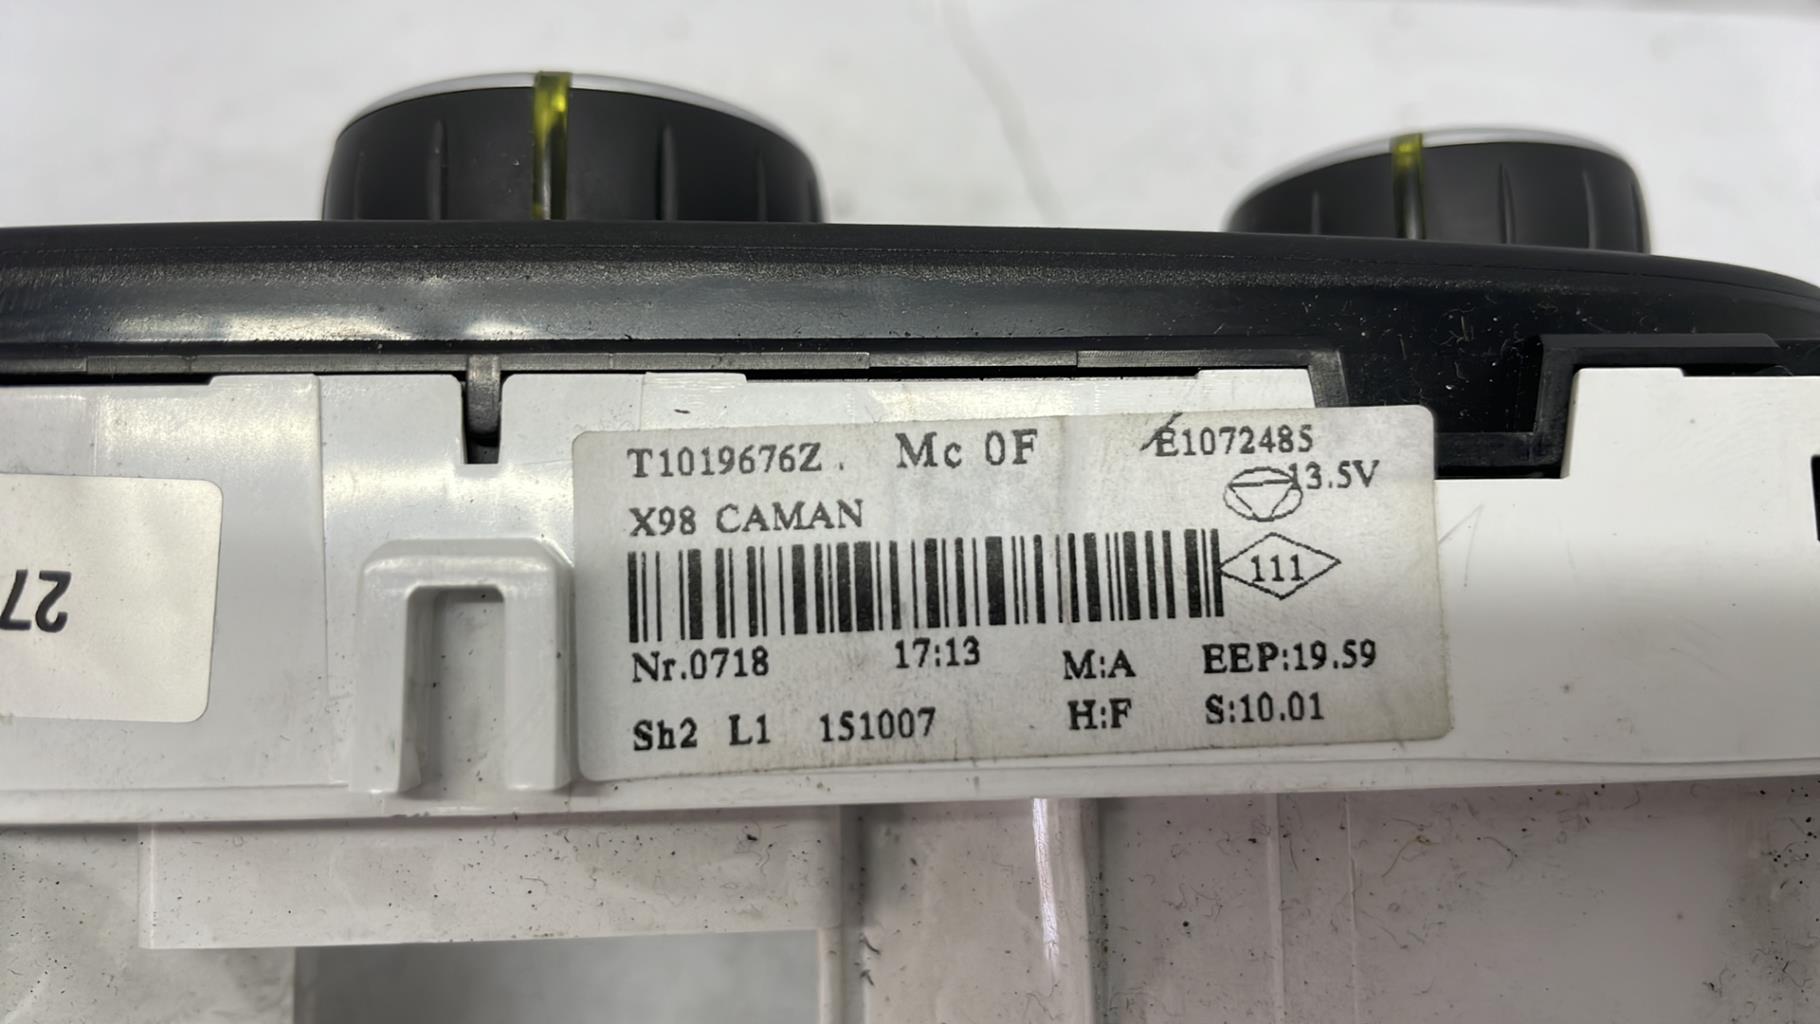 T1019676Z. Mc 0F E1072485
13.5V
X98 CAMAN
111
Nr.0718 17:13 M:A EEP:19.59
Sh2 L1 151007 H:F S:10.01
27